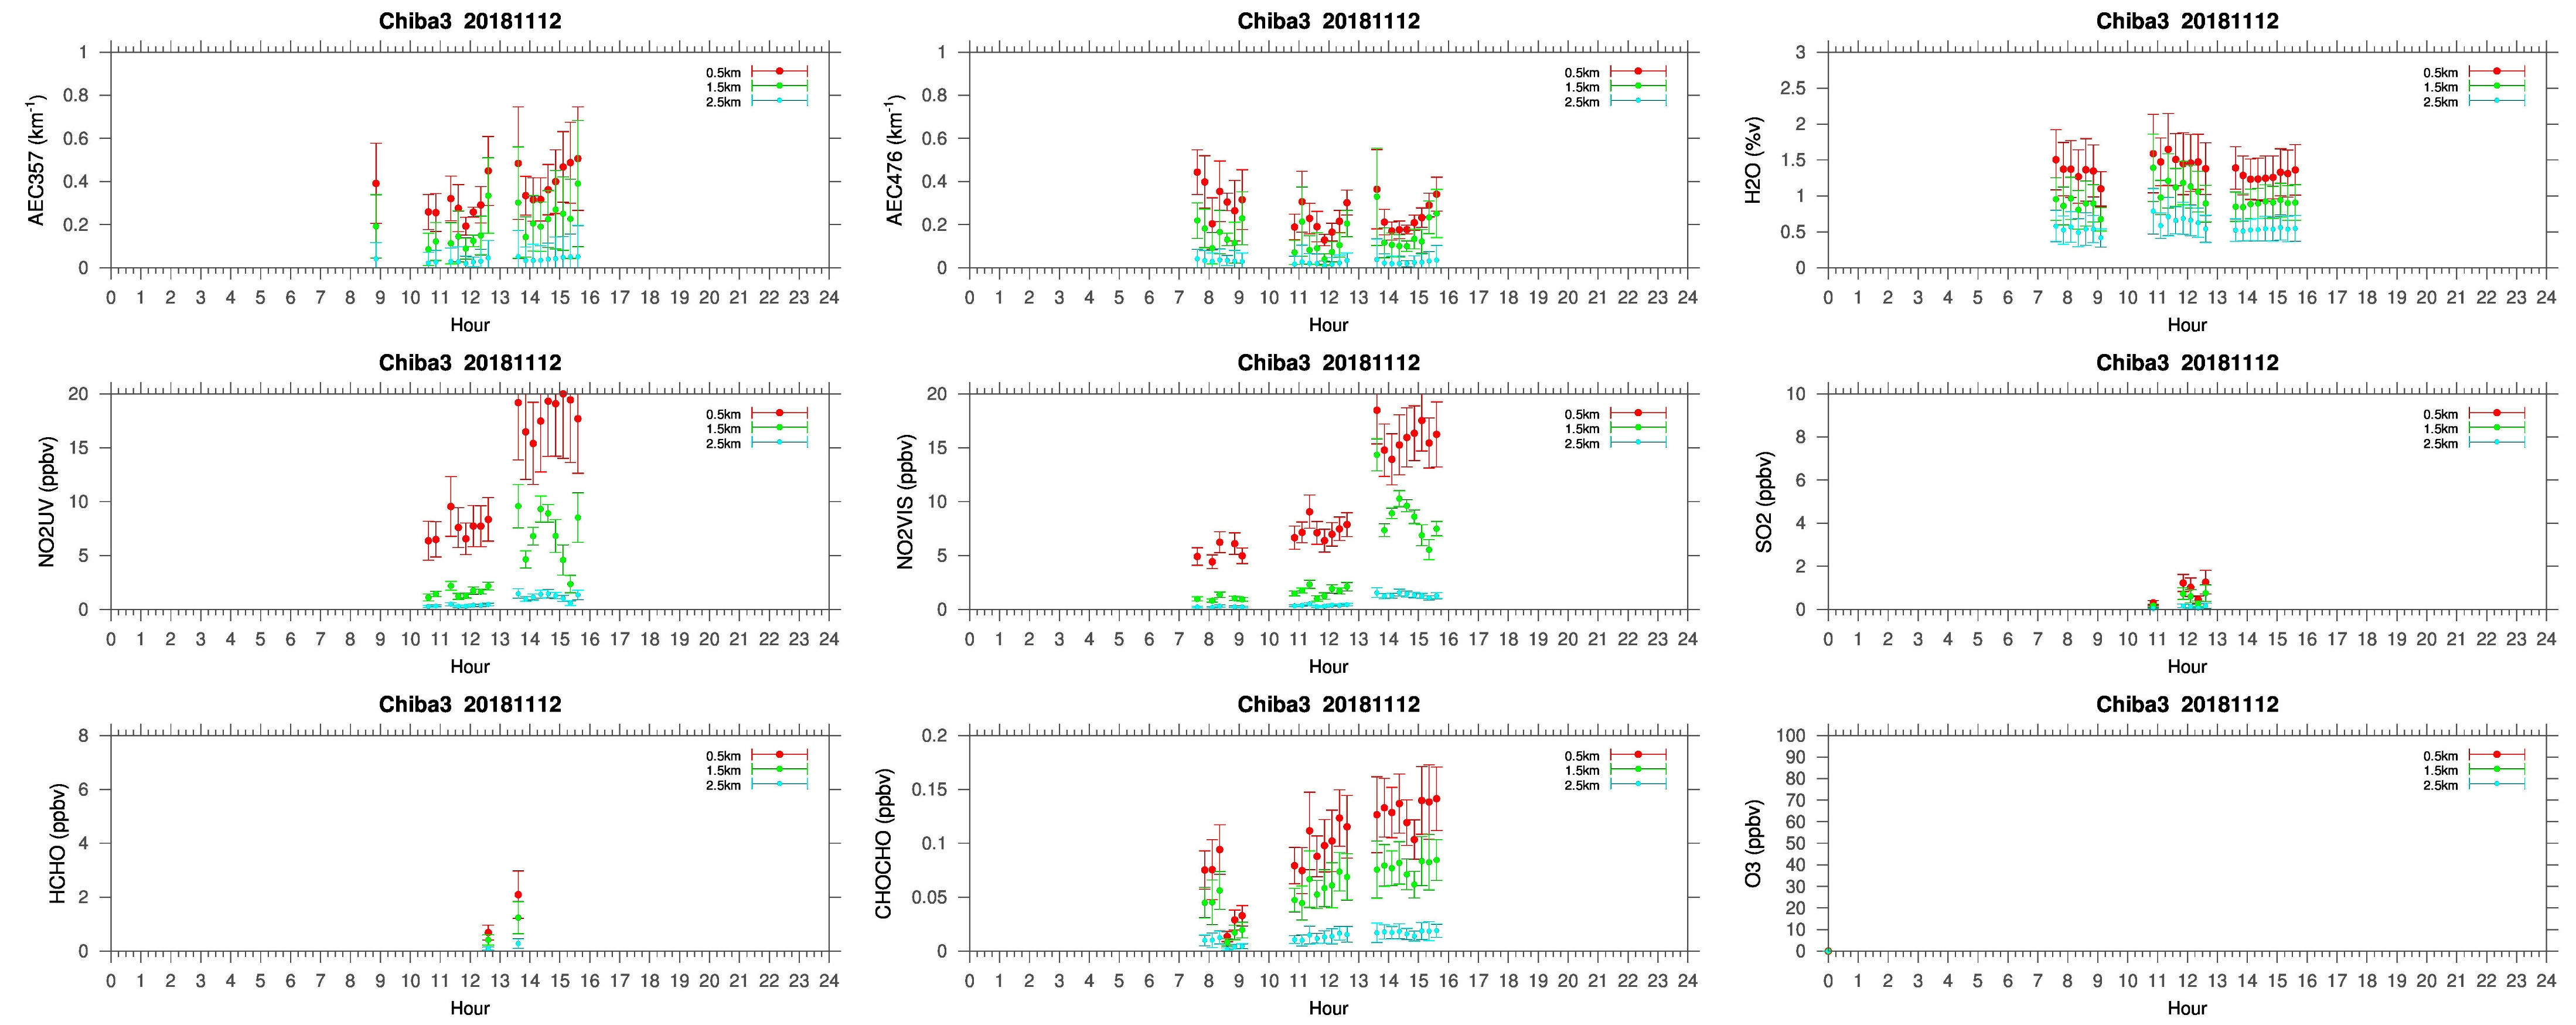 Chiba3 20181112
AEC357 (km-1)
1
0.8
0.6
0.4
0.2
0
0.5km
1.5km
2.5km
0 1 2 3 4 5 6 7 8 9 10 11 12 13 14 15 16 17 18 19 20 21 22 23 24
Hour
Chiba3 20181112
AEC476 (km-1)
1
0.8
0.6
0.4
0.2
0
0.5km
1.5km
2.5km
0 1 2 3 4 5 6 7 8 9 10 11 12 13 14 15 16 17 18 19 20 21 22 23 24
Hour
Chiba3 20181112
H2O (%v)
3
2.5
2
1.5
1
0.5
0
0.5km
1.5km
2.5km
0 1 2 3 4 5 6 7 8 9 10 11 12 13 14 15 16 17 18 19 20 21 22 23 24
Hour
Chiba3 20181112
NO2UV (ppbv)
20
15
10
5
0
0.5km
1.5km
2.5km
0 1 2 3 4 5 6 7 8 9 10 11 12 13 14 15 16 17 18 19 20 21 22 23 24
Hour
Chiba3 20181112
NO2VIS (ppbv)
20
15
10
5
0
0.5km
1.5km
2.5km
0 1 2 3 4 5 6 7 8 9 10 11 12 13 14 15 16 17 18 19 20 21 22 23 24
Hour
Chiba3 20181112
SO2 (ppbv)
10
8
6
4
2
0
0.5km
1.5km
2.5km
0 1 2 3 4 5 6 7 8 9 10 11 12 13 14 15 16 17 18 19 20 21 22 23 24
Hour
Chiba3 20181112
HCHO (ppbv)
8
6
4
2
0
0.5km
1.5km
2.5km
0 1 2 3 4 5 6 7 8 9 10 11 12 13 14 15 16 17 18 19 20 21 22 23 24
Hour
Chiba3 20181112
CHOCHO (ppbv)
0.2
0.15
0.1
0.05
0
0.5km
1.5km
2.5km
0 1 2 3 4 5 6 7 8 9 10 11 12 13 14 15 16 17 18 19 20 21 22 23 24
Hour
Chiba3 20181112
O3 (ppbv)
100
90
80
70
60
50
40
30
20
10
0
0.5km
1.5km
2.5km
0 1 2 3 4 5 6 7 8 9 10 11 12 13 14 15 16 17 18 19 20 21 22 23 24
Hour